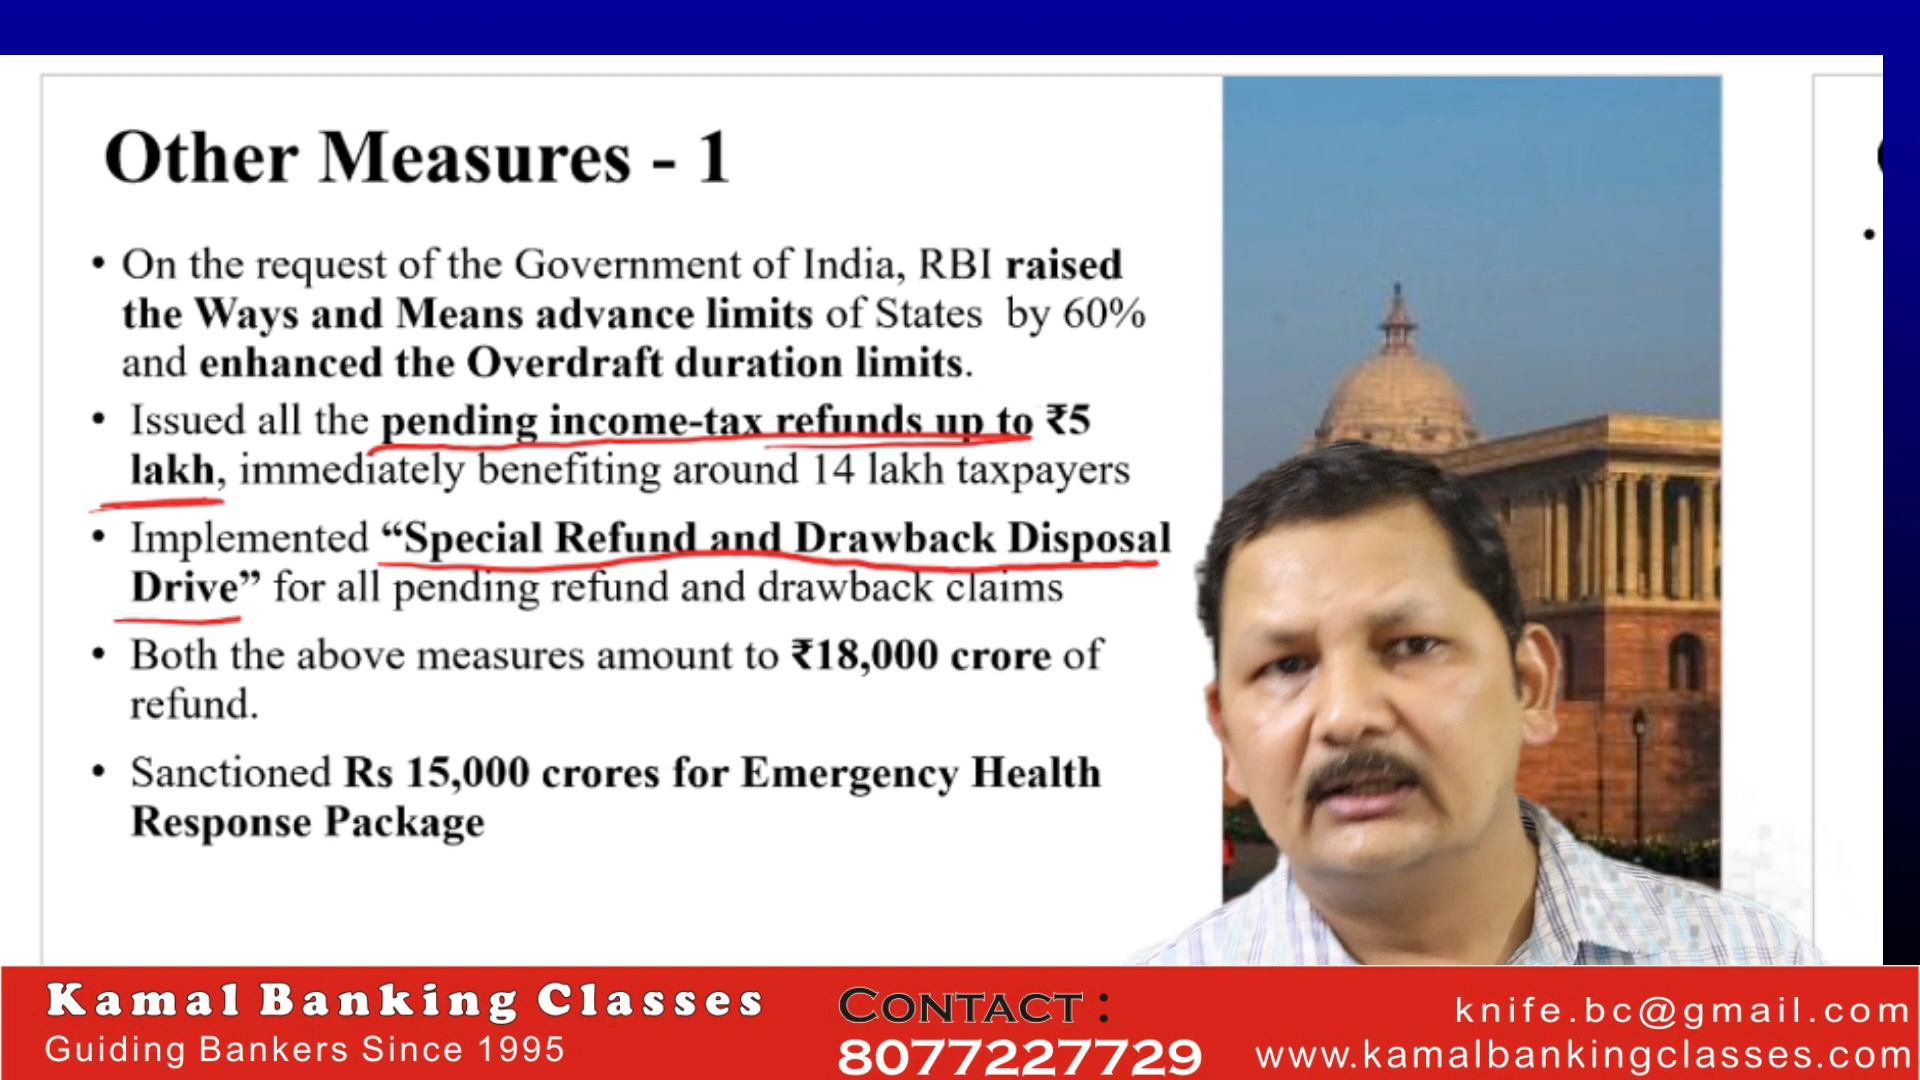 Other Measures - 1
• On the request of the Government of India, RBI raised
the Ways and Means advance limits of States by 60%
and enhanced the Overdraft duration limits.
• Issued all the pending income-tax refunds up to ₹5
lakh, immediately benefiting around 14 lakh taxpayers
• Implemented “Special Refund and Drawback Disposal
Drive” for all pending refund and drawback claims
• Both the above measures amount to ₹18,000 crore of
refund.
• Sanctioned Rs 15,000 crores for Emergency Health
Response Package
Kamal Banking Classes
Guiding Bankers Since 1995
CONTACT :
8077227729
knife.bc@gmail.com
www.kamalbankingclasses.com